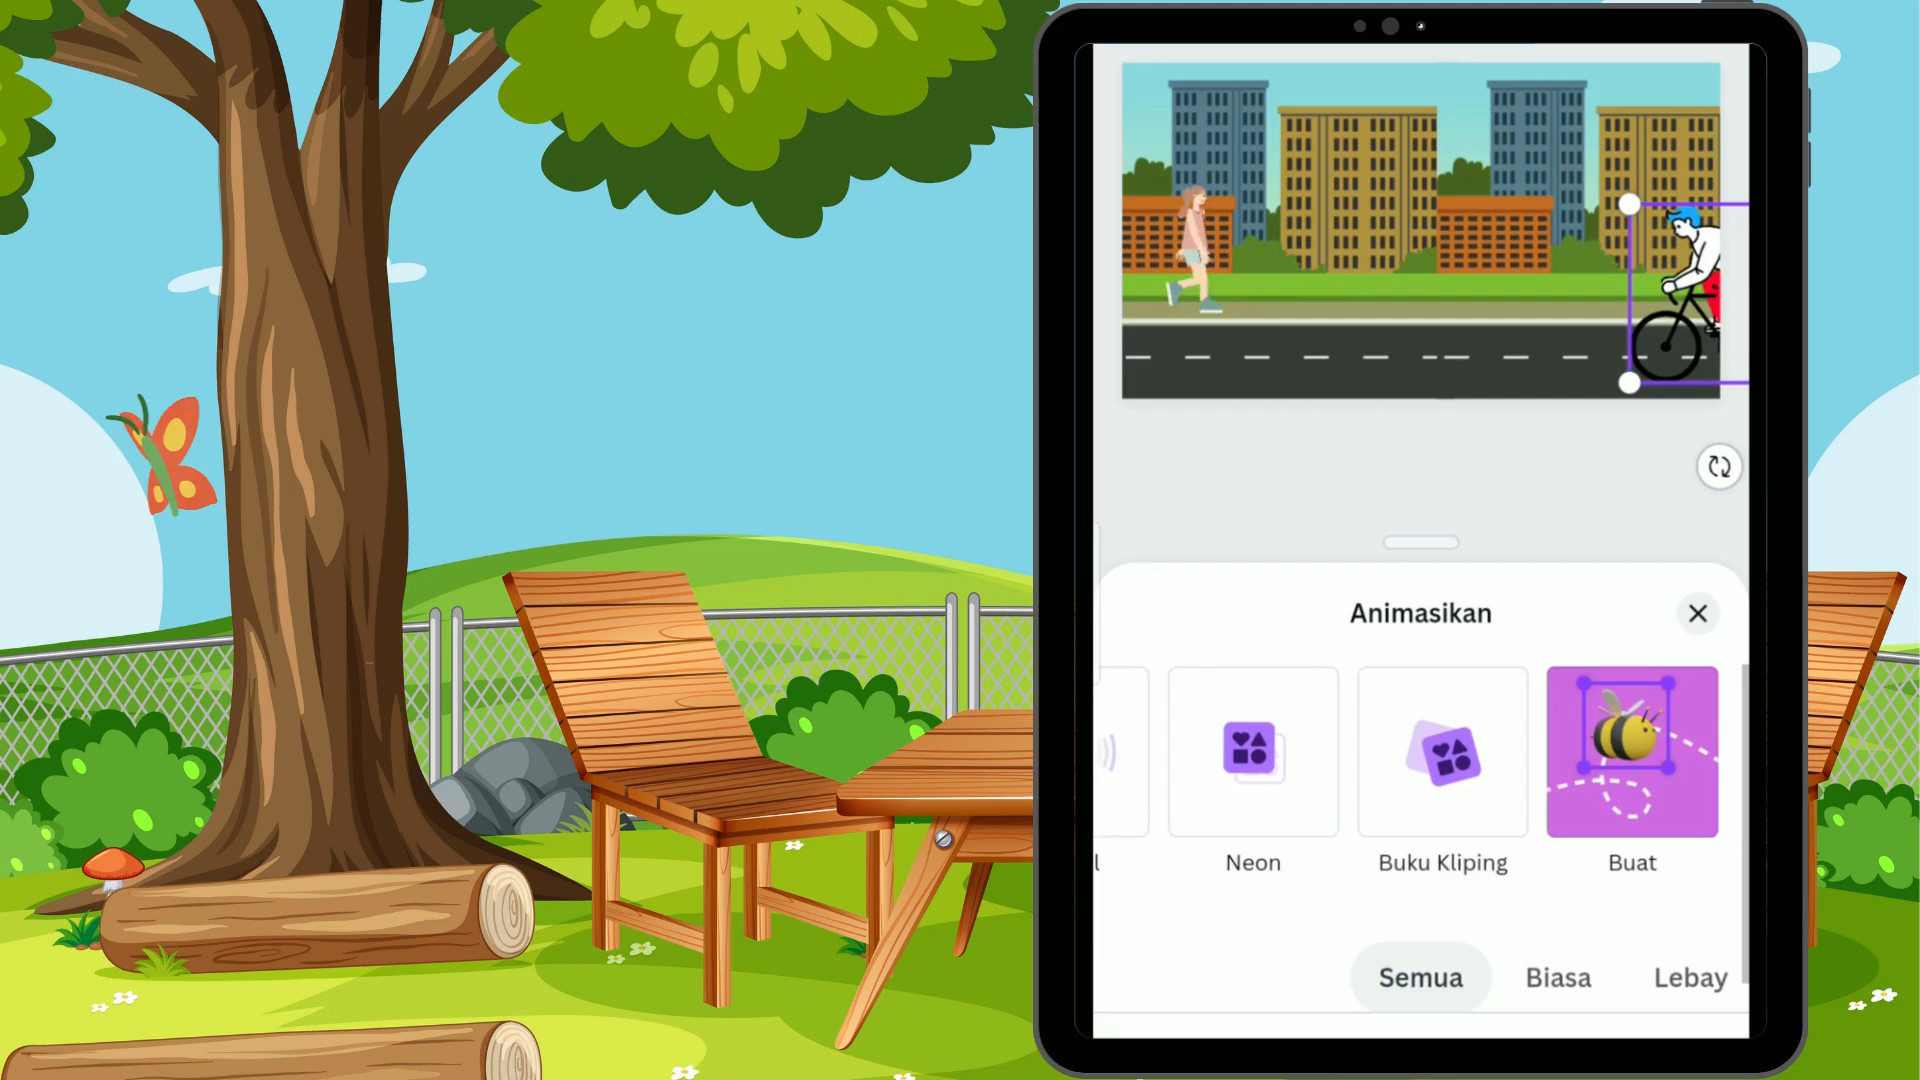 Animasikan
l
Neon
Buku Kliping
Buat
Semua
Biasa
Lebay